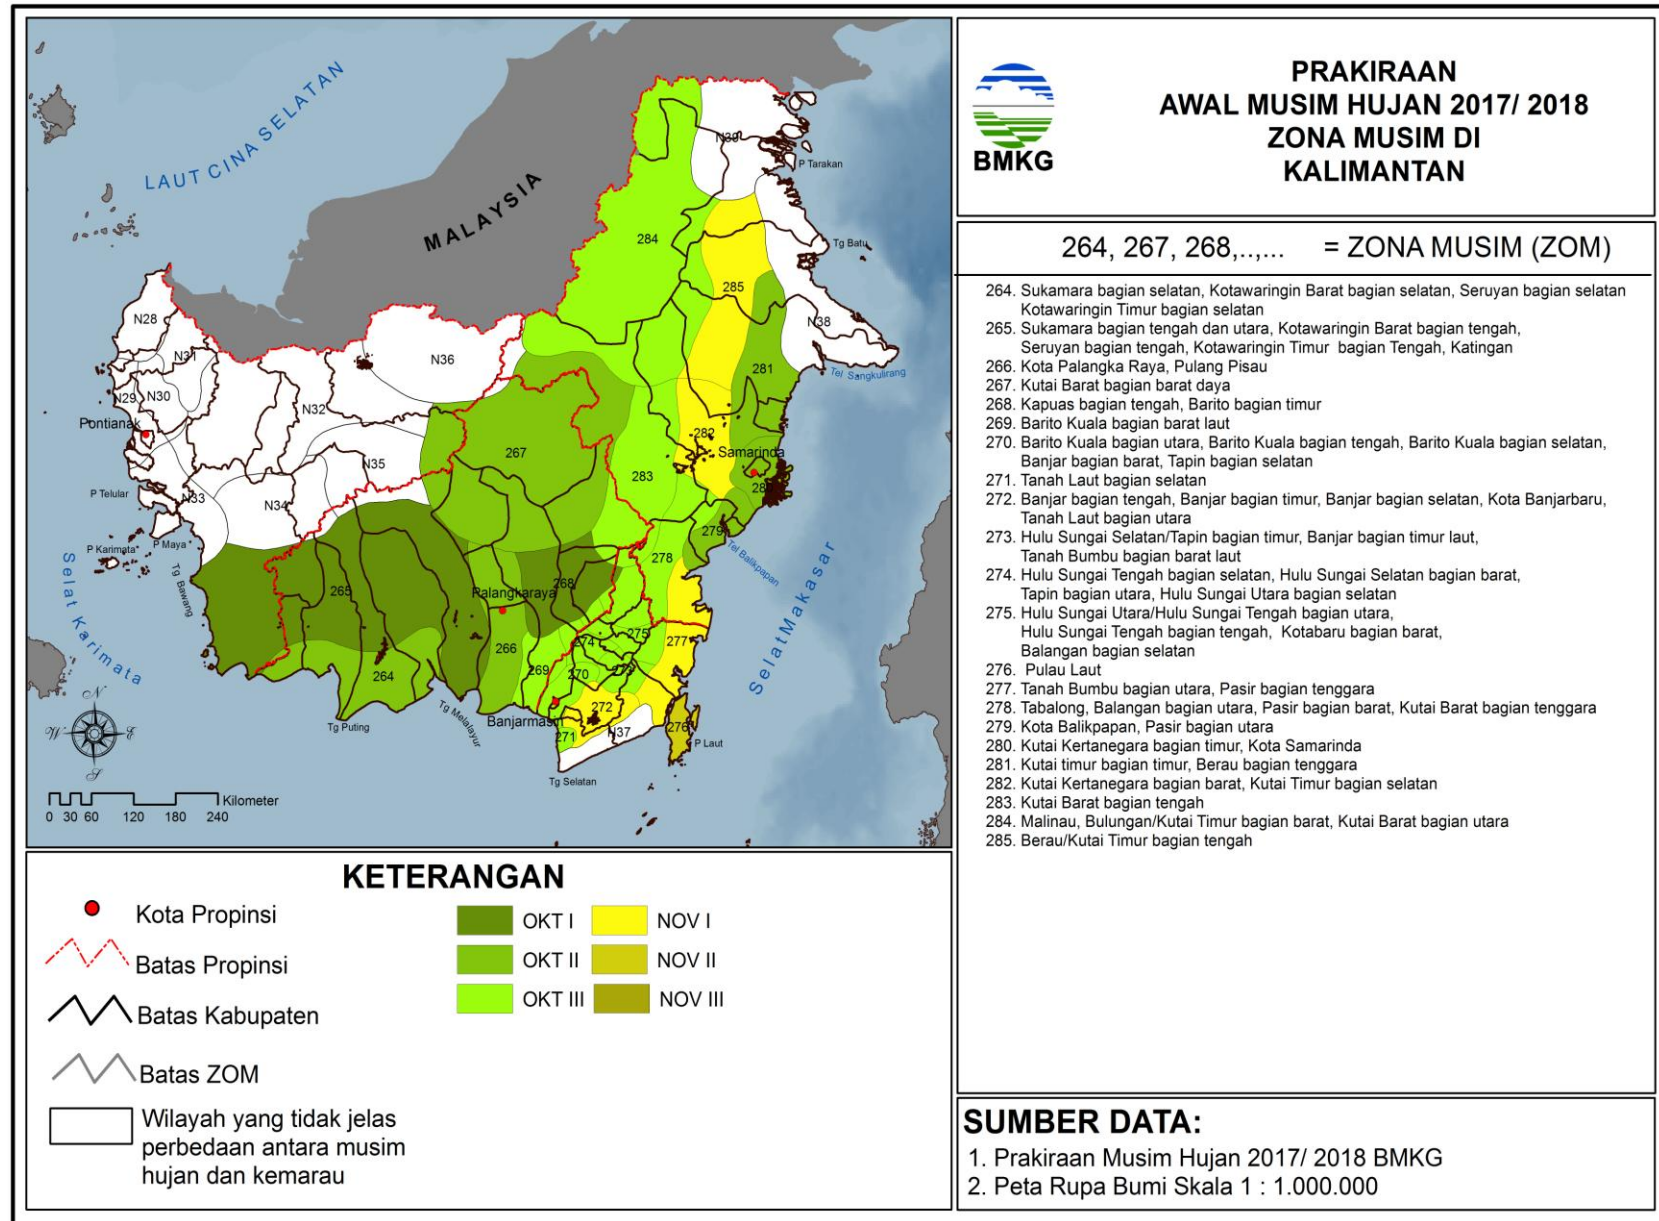 LAUT CINA SELATAN
MALAYSIA
N39
P Tarakan
284
Tg Batu
285
N38
N28
N31
N36
281
Tel Sangkulirang
N29
N30
N32
Pontianak
282
267
Samarinda
N35
283
P Telular
N33
N34
279
P Karimata
P Maya
278
Tel Balikpapan
Selat Karimata
Tg Bawang
265
268
Palangkaraya
Selat Makasar
266
274
275
277
264
269
270
272
276
Tg Puting
Tg Melalayur
Banjarmasin
271
N37
P Laut
Tg Selatan
N
W E
S
Kilometer
0 30 60 120 180 240
BMKG
PRAKIRAAN
AWAL MUSIM HUJAN 2017/ 2018
ZONA MUSIM DI
KALIMANTAN
264, 267, 268,..,... = ZONA MUSIM (ZOM)
264. Sukamara bagian selatan, Kotawaringin Barat bagian selatan, Seruyan bagian selatan
Kotawaringin Timur bagian selatan
265. Sukamara bagian tengah dan utara, Kotawaringin Barat bagian tengah,
Seruyan bagian tengah, Kotawaringin Timur bagian Tengah, Katingan
266. Kota Palangka Raya, Pulang Pisau
267. Kutai Barat bagian barat daya
268. Kapuas bagian tengah, Barito bagian timur
269. Barito Kuala bagian barat laut
270. Barito Kuala bagian utara, Barito Kuala bagian tengah, Barito Kuala bagian selatan,
Banjar bagian barat, Tapin bagian selatan
271. Tanah Laut bagian selatan
272. Banjar bagian tengah, Banjar bagian timur, Banjar bagian selatan, Kota Banjarbaru,
Tanah Laut bagian utara
273. Hulu Sungai Selatan/Tapin bagian timur, Banjar bagian timur laut,
Tanah Bumbu bagian barat laut
274. Hulu Sungai Tengah bagian selatan, Hulu Sungai Selatan bagian barat,
Tapin bagian utara, Hulu Sungai Utara bagian selatan
275. Hulu Sungai Utara/Hulu Sungai Tengah bagian utara,
Hulu Sungai Tengah bagian tengah, Kotabaru bagian barat,
Balangan bagian selatan
276. Pulau Laut
277. Tanah Bumbu bagian utara, Pasir bagian tenggara
278. Tabalong, Balangan bagian utara, Pasir bagian barat, Kutai Barat bagian tenggara
279. Kota Balikpapan, Pasir bagian utara
280. Kutai Kertanegara bagian timur, Kota Samarinda
281. Kutai timur bagian timur, Berau bagian tenggara
282. Kutai Kertanegara bagian barat, Kutai Timur bagian selatan
283. Kutai Barat bagian tengah
284. Malinau, Bulungan/Kutai Timur bagian barat, Kutai Barat bagian utara
285. Berau/Kutai Timur bagian tengah
KETERANGAN
Kota Propinsi
Batas Propinsi
Batas Kabupaten
Batas ZOM
Wilayah yang tidak jelas
perbedaan antara musim
hujan dan kemarau
OKT I
OKT II
OKT III
NOV I
NOV II
NOV III
SUMBER DATA:
1. Prakiraan Musim Hujan 2017/ 2018 BMKG
2. Peta Rupa Bumi Skala 1 : 1.000.000